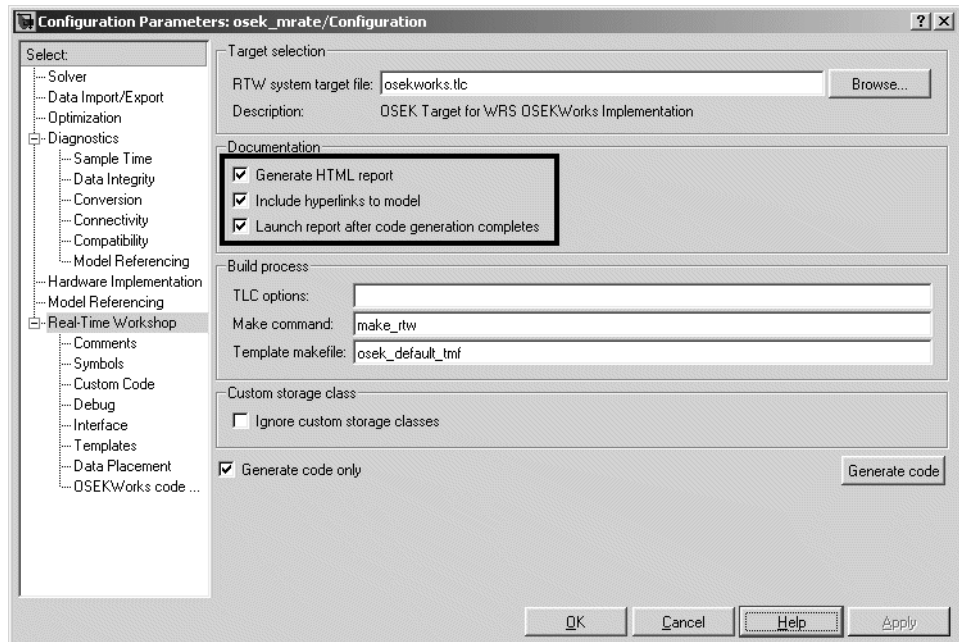 Configuration Parameters: osek_mrate/Configuration
Select:
Solver
Data Import/Export
Optimization
Diagnostics
Sample Time
Data Integrity
Conversion
Connectivity
Compatibility
Model Referencing
Hardware Implementation
Model Referencing
Real-Time Workshop
Comments
Symbols
Custom Code
Debug
Interface
Templates
Data Placement
OSEKWorks code ...
Target selection
RTW system target file: osekworks.tlc Browse...
Description: OSEK Target for WRS OSEKWorks Implementation
Documentation
Generate HTML report
Include hyperlinks to model
Launch report after code generation completes
Build process
TLC options:
Make command: make_rtw
Template makefile: osek_default_tmf
Custom storage class
Ignore custom storage classes
Generate code only Generate code
OK Cancel Help Apply